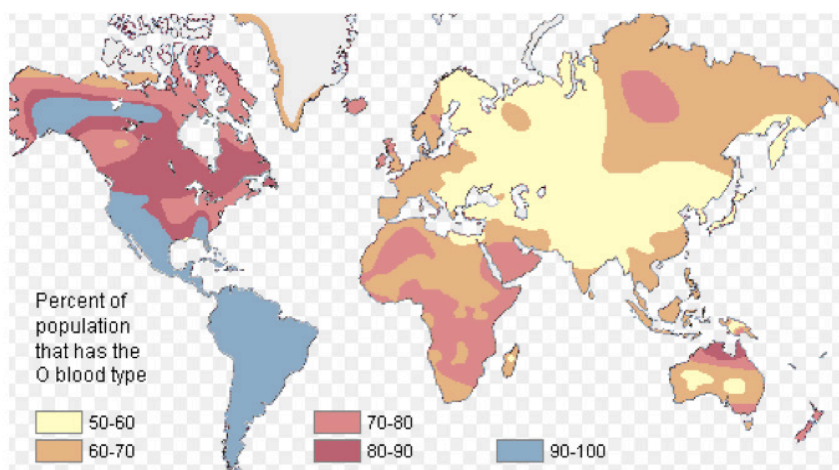 Percent of
population
that has the
O blood type
50-60
70-80
60-70
80-90
90-100